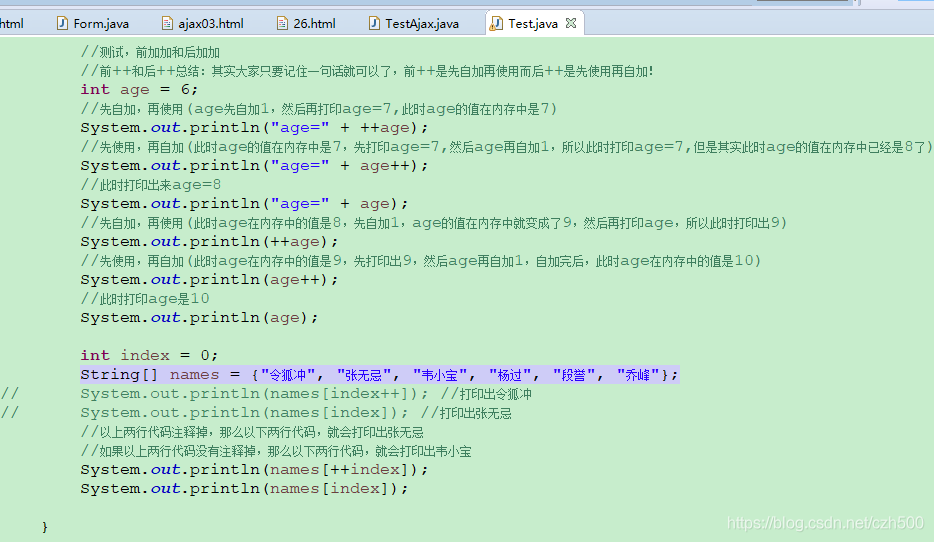 html Form.java ajax03.html 26.html TestAjax.java Test.java
//测试，前加加和后加加
//前++和后++总结：其实大家只要记住一句话就可以了，前++是先自加再使用而后++是先使用再自加！
int age = 6;
//先自加，再使用(age先自加1，然后再打印age=7,此时age的值在内存中是7)
System.out.println("age=" + ++age);
//先使用，再自加(此时age的值在内存中是7，先打印age=7,然后age再自加1，所以此时打印age=7,但是其实此时age的值在内存中已经是8了)
System.out.println("age=" + age++);
//此时打印出来age=8
System.out.println("age=" + age);
//先自加，再使用(此时age在内存中的值是8，先自加1，age的值在内存中就变成了9，然后再打印age，所以此时打印出9)
System.out.println(++age);
//先使用，再自加(此时age在内存中的值是9，先打印出9，然后age再自加1，自加完后，此时age在内存中的值是10)
System.out.println(age++);
//此时打印age是10
System.out.println(age);
int index = 0;
String[] names = {"令狐冲", "张无忌", "韦小宝", "杨过", "段誉", "乔峰"};
// System.out.println(names[index++]); //打印出令狐冲
// System.out.println(names[index]); //打印出张无忌
//以上两行代码注释掉，那么以下两行代码，就会打印出张无忌
//如果以上两行代码没有注释掉，那么以下两行代码，就会打印出韦小宝
System.out.println(names[++index]);
System.out.println(names[index]);
}
https://blog.csdn.net/czh500